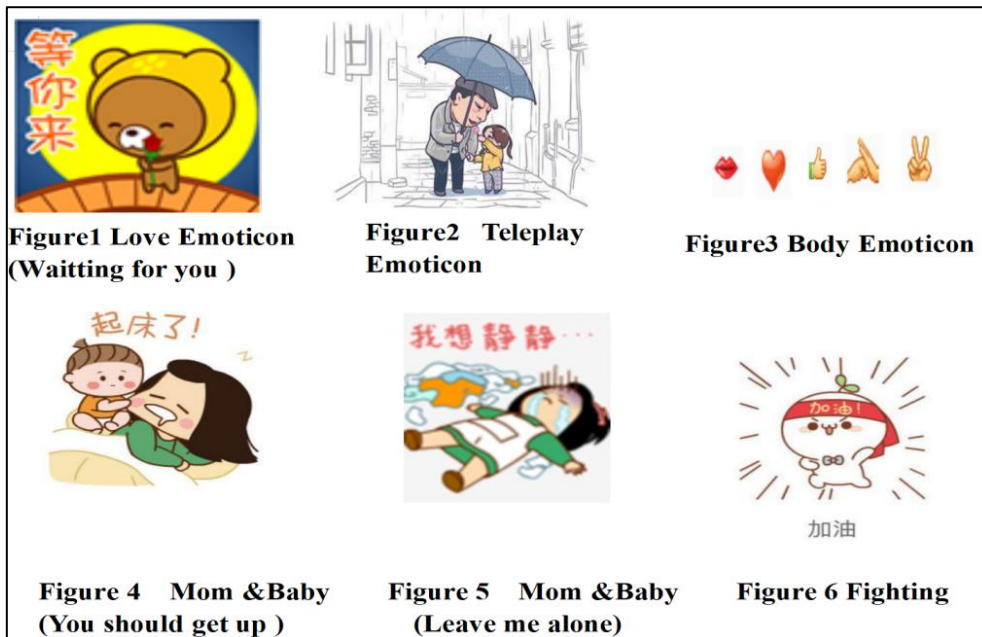 等你来
Figure1 Love Emoticon
(Waitting for you )
Figure2 Teleplay
Emoticon
Figure3 Body Emoticon
起床了!
z
Figure 4 Mom &Baby
(You should get up )
我想静静…
Figure 5 Mom &Baby
(Leave me alone)
加油!
加油
Figure 6 Fighting